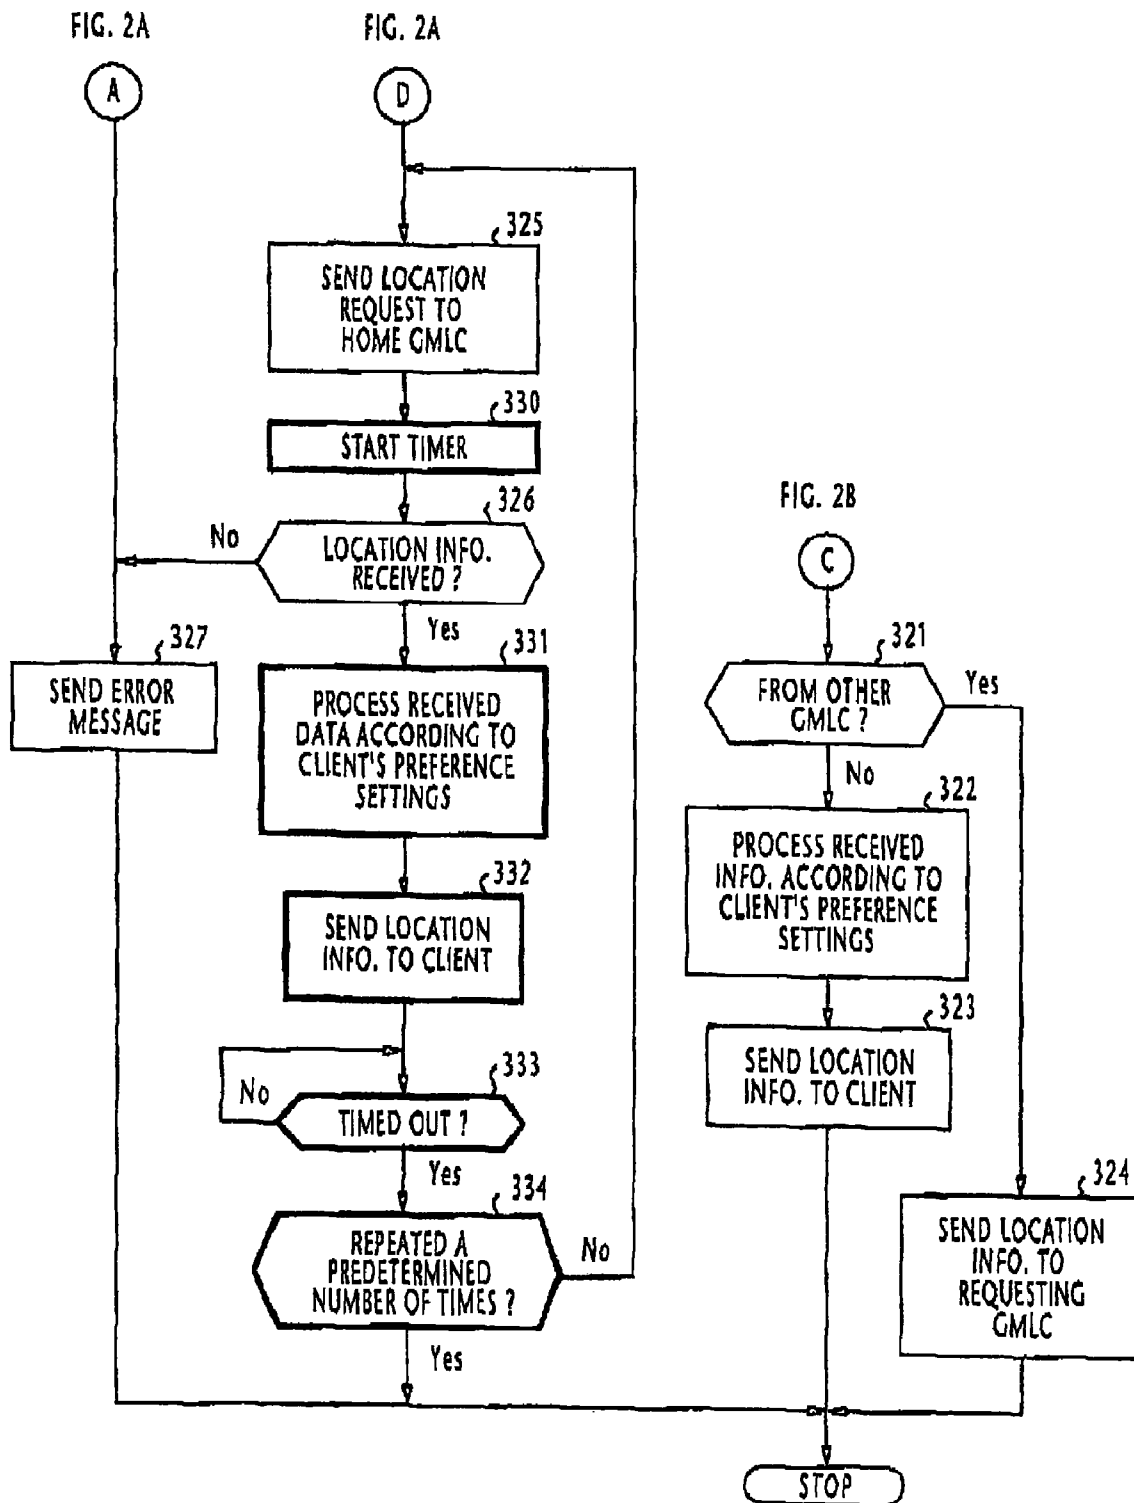 FIG. 2A
A
FIG. 2A
D
325
SEND LOCATION
REQUEST TO
HOME GMLC
330
START TIMER
326
LOCATION INFO.
RECEIVED ?
No
Yes
327
SEND ERROR
MESSAGE
331
PROCESS RECEIVED
DATA ACCORDING TO
CLIENT'S PREFERENCE
SETTINGS
332
SEND LOCATION
INFO. TO CLIENT
333
TIMED OUT ?
No
Yes
334
REPEATED A
PREDETERMINED
NUMBER OF TIMES ?
No
Yes
FIG. 2B
C
321
FROM OTHER
GMLC ?
Yes
No
322
PROCESS RECEIVED
INFO. ACCORDING TO
CLIENT'S PREFERENCE
SETTINGS
323
SEND LOCATION
INFO. TO CLIENT
324
SEND LOCATION
INFO. TO
REQUESTING
GMLC
STOP